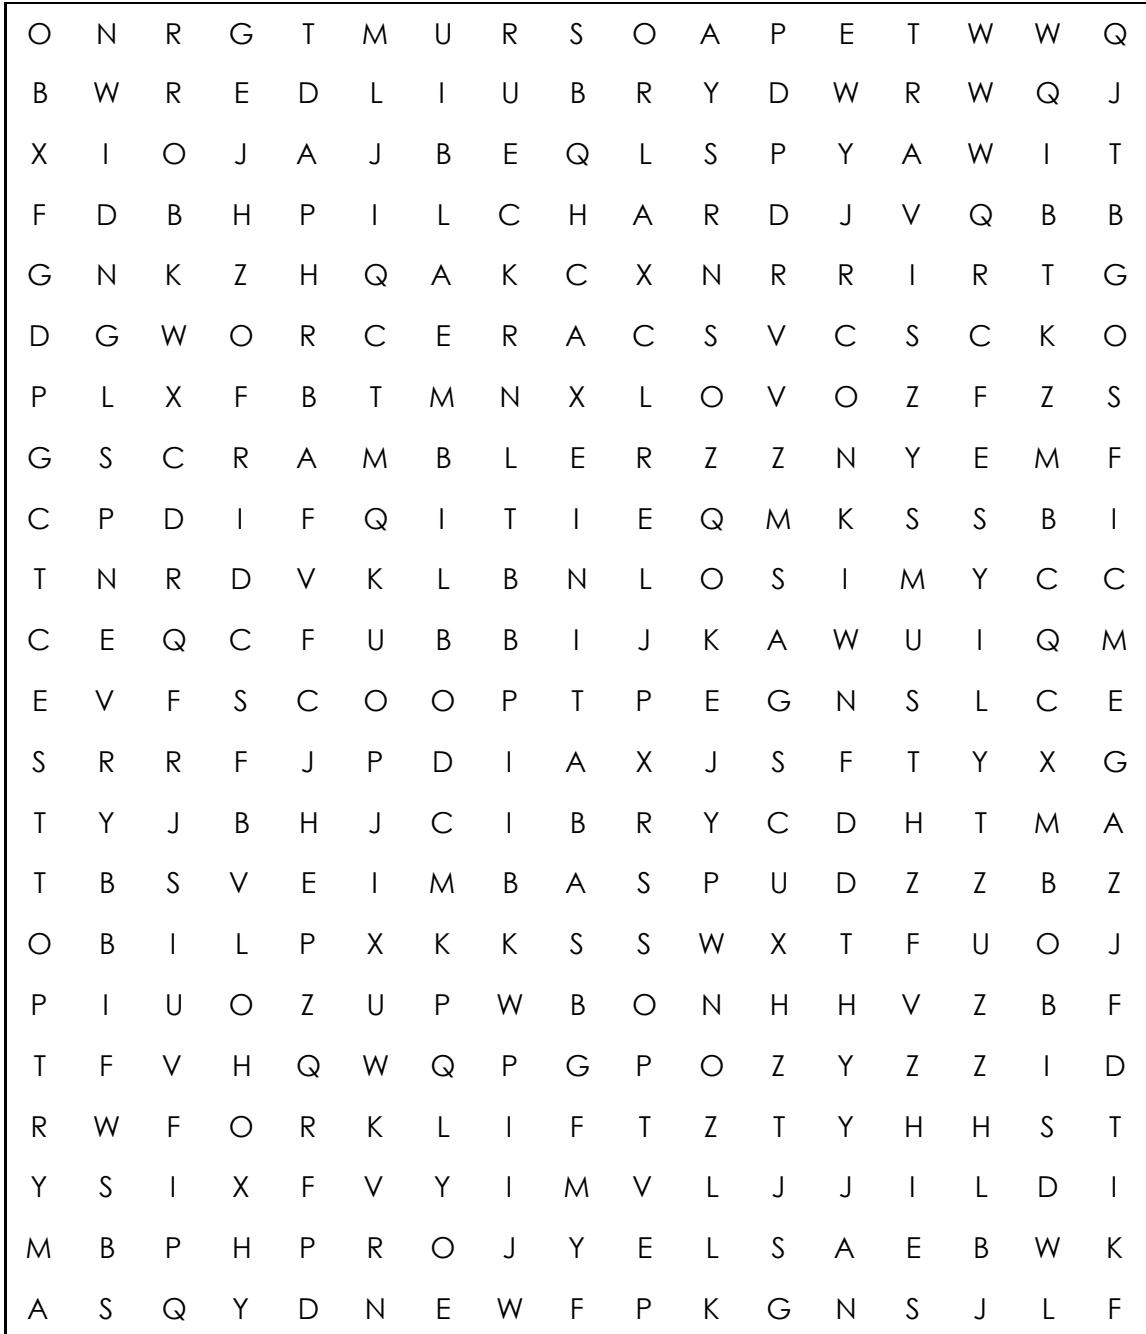 O N R G T M U R S O A P E T W W Q
B W R E D L I U B R Y D W R W Q J
X I O J A J B E Q L S P Y A W I T
F D B H P I L C H A R D J V Q B B
G N K Z H Q A K C X N R R I R T G
D G W O R C E R A C S V C S C K O
P L X F B T M N X L O V O Z F Z S
G S C R A M B L E R Z Z N Y E M F
C P D I F Q I T I E Q M K S S B I
T N R D V K L B N L O S I M Y C C
C E Q C F U B B I J K A W U I Q M
E V F S C O O P T P E G N S L C E
S R R F J P D I A X J S F T Y X G
T Y J B H J C I B R Y C D H T M A
T B S V E I M B A S P U D Z Z B Z
O B I L P X K K S S W X T F U O J
P I U O Z U P W B O N H H V Z B F
T F V H Q W Q P G P O Z Y Z Z I D
R W F O R K L I F T Z T Y H H S T
Y S I X F V Y I M V L J J I L D I
M B P H P R O J Y E L S A E B W K
A S Q Y D N E W F P K G N S J L F